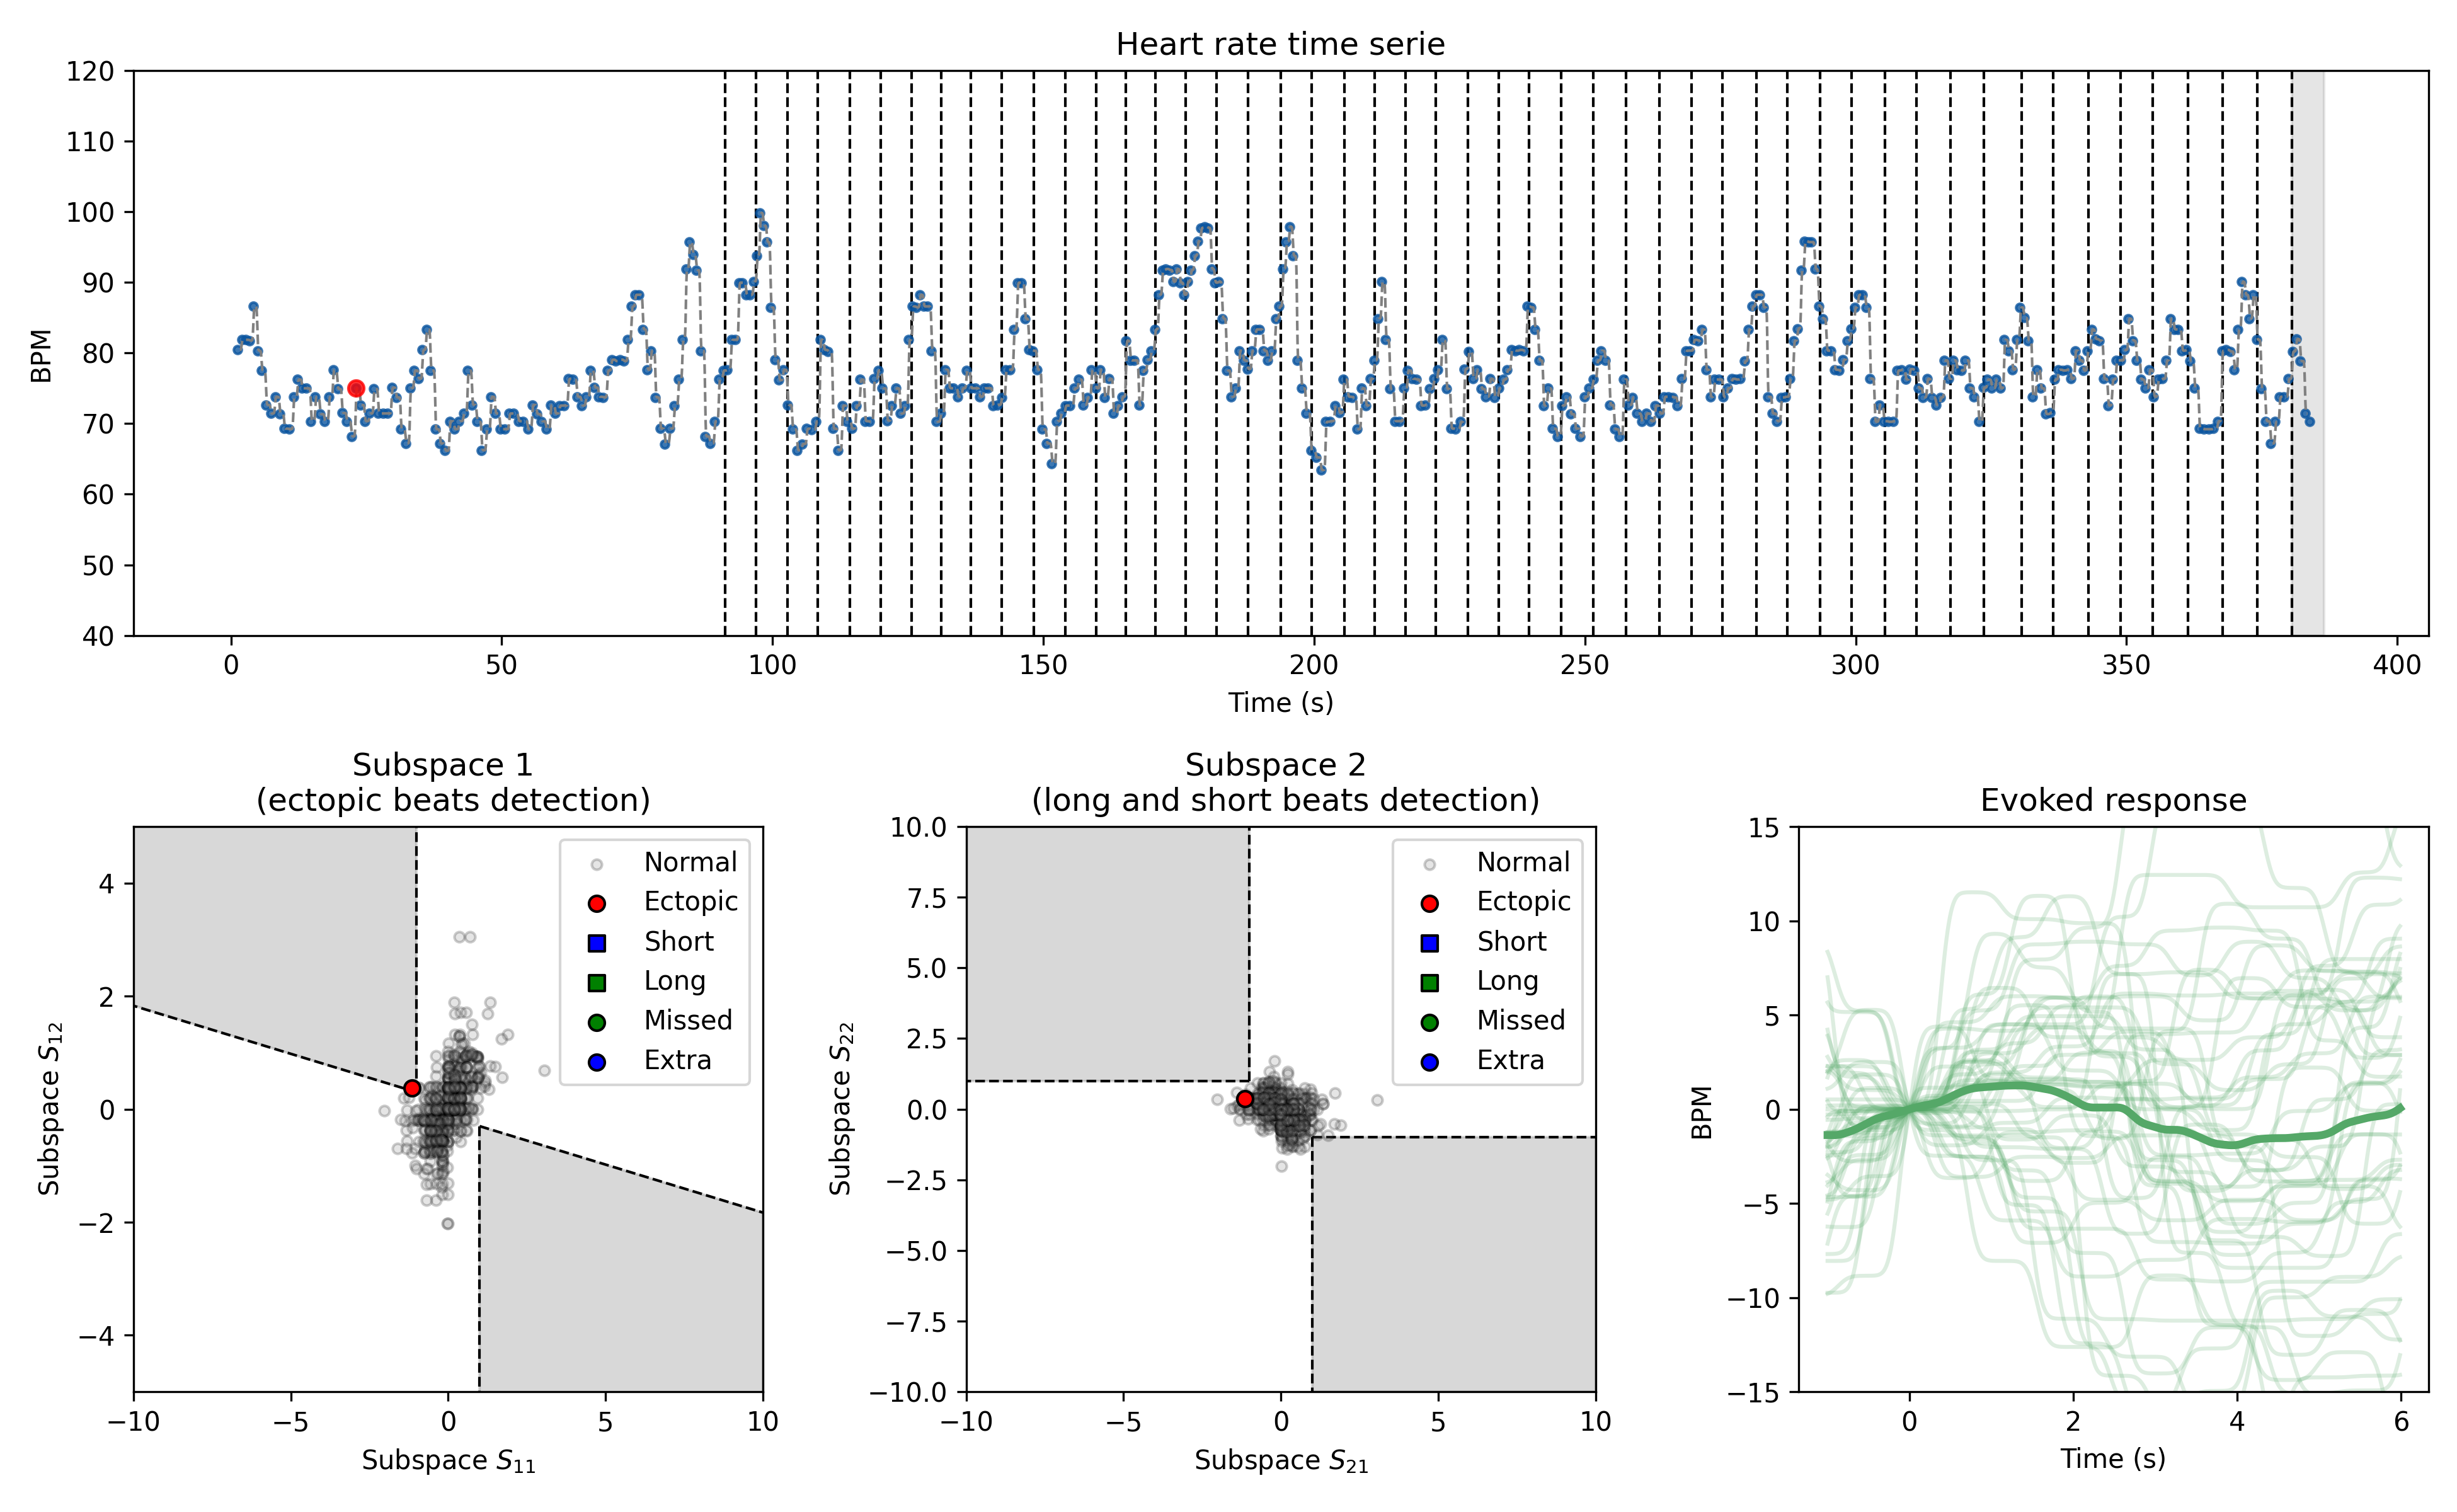 Heart rate time serie
120
110
100
90
80
70
60
50
40
BPM
0 50 100 150 200 250 300 350 400
Time (s)
Subspace 1
(ectopic beats detection)
4
2
0
−2
−4
Subspace S12
−10 −5 0 5 10
Subspace S11
Normal
Ectopic
Short
Long
Missed
Extra
Subspace 2
(long and short beats detection)
10.0
7.5
5.0
2.5
0.0
−2.5
−5.0
−7.5
−10.0
Subspace S22
−10 −5 0 5 10
Subspace S21
Normal
Ectopic
Short
Long
Missed
Extra
Evoked response
15
10
5
0
−5
−10
−15
BPM
0 2 4 6
Time (s)